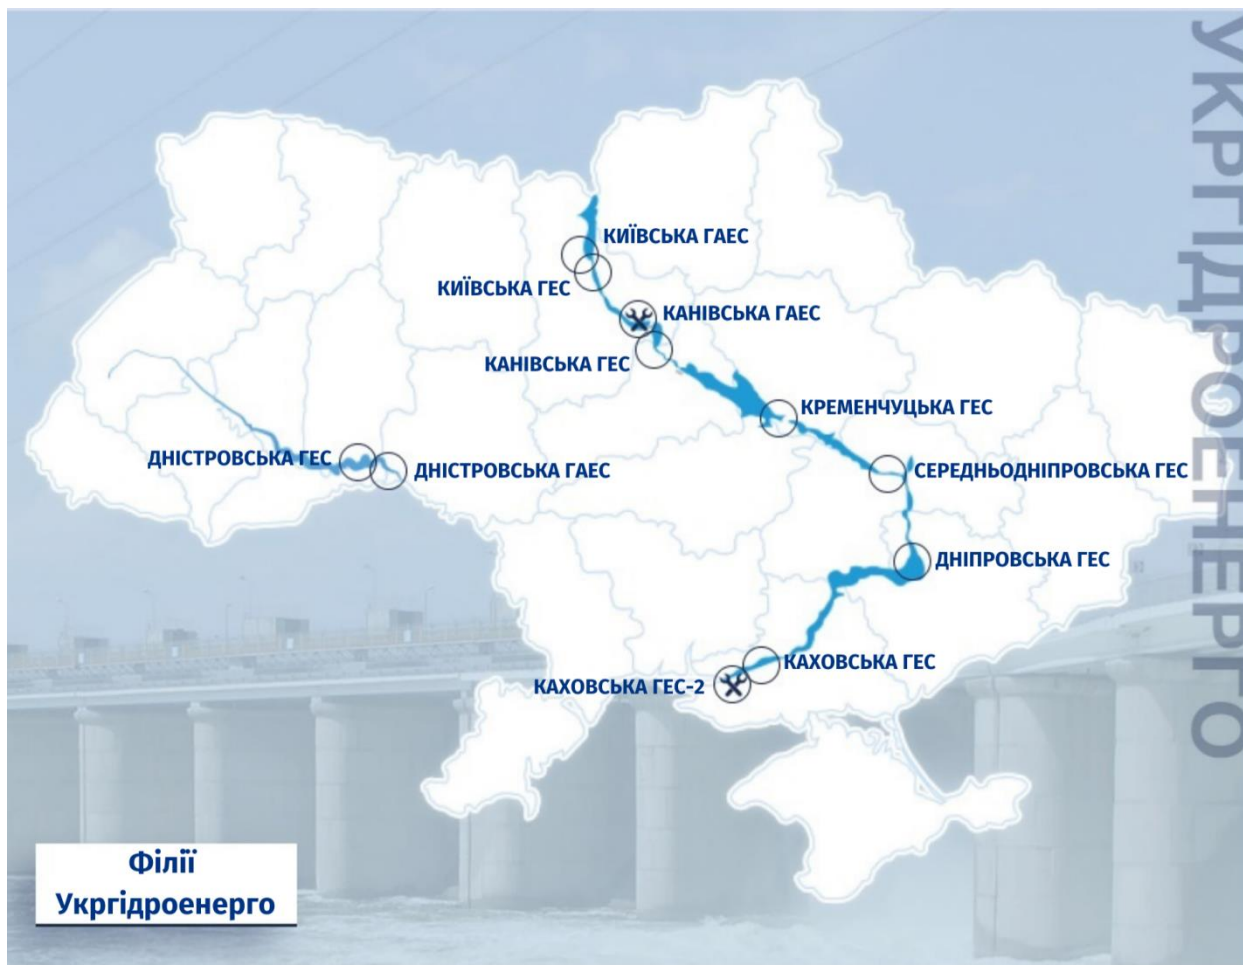 УКРГІДРОЕНЕРГО
КИЇВСЬКА ГАЕС
КИЇВСЬКА ГЕС
КАНІВСЬКА ГАЕС
КАНІВСЬКА ГЕС
КРЕМЕНЧУЦЬКА ГЕС
ДНІСТРОВСЬКА ГЕС
ДНІСТРОВСЬКА ГАЕС
СЕРЕДНЬОДНІПРОВСЬКА ГЕС
ДНІПРОВСЬКА ГЕС
КАХОВСЬКА ГЕС
КАХОВСЬКА ГЕС-2
Філії
Укргідроенерго